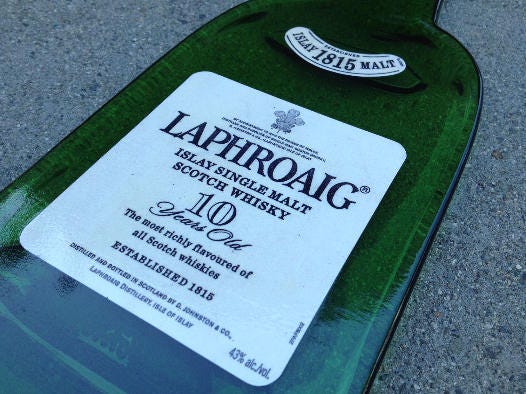 ESTABLISHED
ISLAY 1815 MALT
LAPHROAIG®
ISLAY SINGLE MALT
SCOTCH WHISKY
10
Years Old
The most richly flavoured of
all Scotch whiskies
ESTABLISHED 1815
DISTILLED AND BOTTLED IN SCOTLAND BY D. JOHNSTON & CO.,
LAPHROAIG DISTILLERY, ISLE OF ISLAY
43% alc./vol.